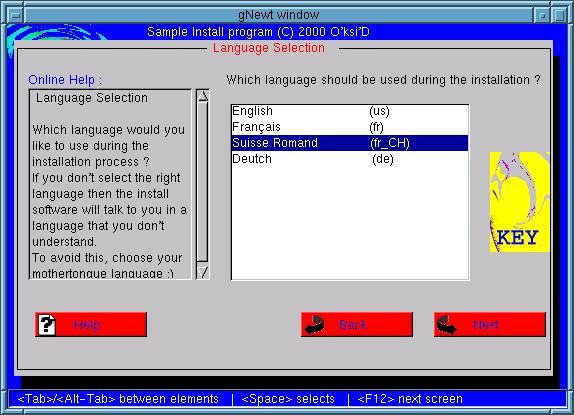 gNewt window
Sample Install program (C) 2000 O'ksi'D
Language Selection
Online Help :
Which language should be used during the installation ?
Language Selection
Which language would you
like to use during the
installation process ?
If you don't select the right
language then the install
software will talk to you in a
language that you don't
understand.
To avoid this, choose your
mothertongue language :)
English (us)
Français (fr)
Suisse Romand (fr_CH)
Deutch (de)
KEY
Help
Back
Next
<Tab>/<Alt-Tab> between elements | <Space> selects | <F12> next screen